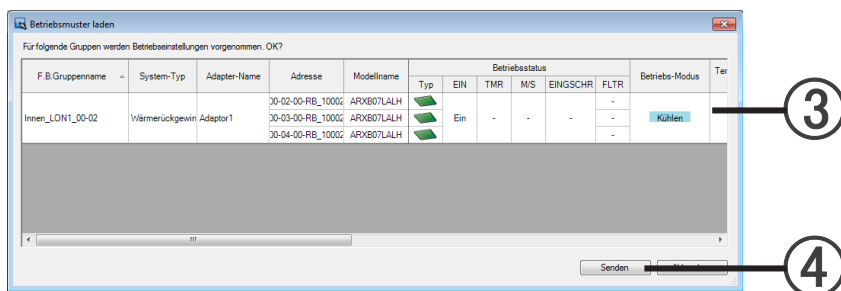 Betriebsmuster laden
Für folgende Gruppen werden Betriebseinstellungen vorgenommen. OK?
F.B.Gruppenname System-Typ Adapter-Name Adresse Modellname Betriebsstatus Betriebs-Modus Ter
Typ EIN TMR M/S EINGSCHR FLTR
00-02-00-RB_10002 ARXB07LALH -
Innen_LON1_00-02 Wärmerückgewin Adaptor1 00-03-00-RB_10002 ARXB07LALH Ein - - - - Kühlen
00-04-00-RB_10002 ARXB07LALH -
3
Senden
4